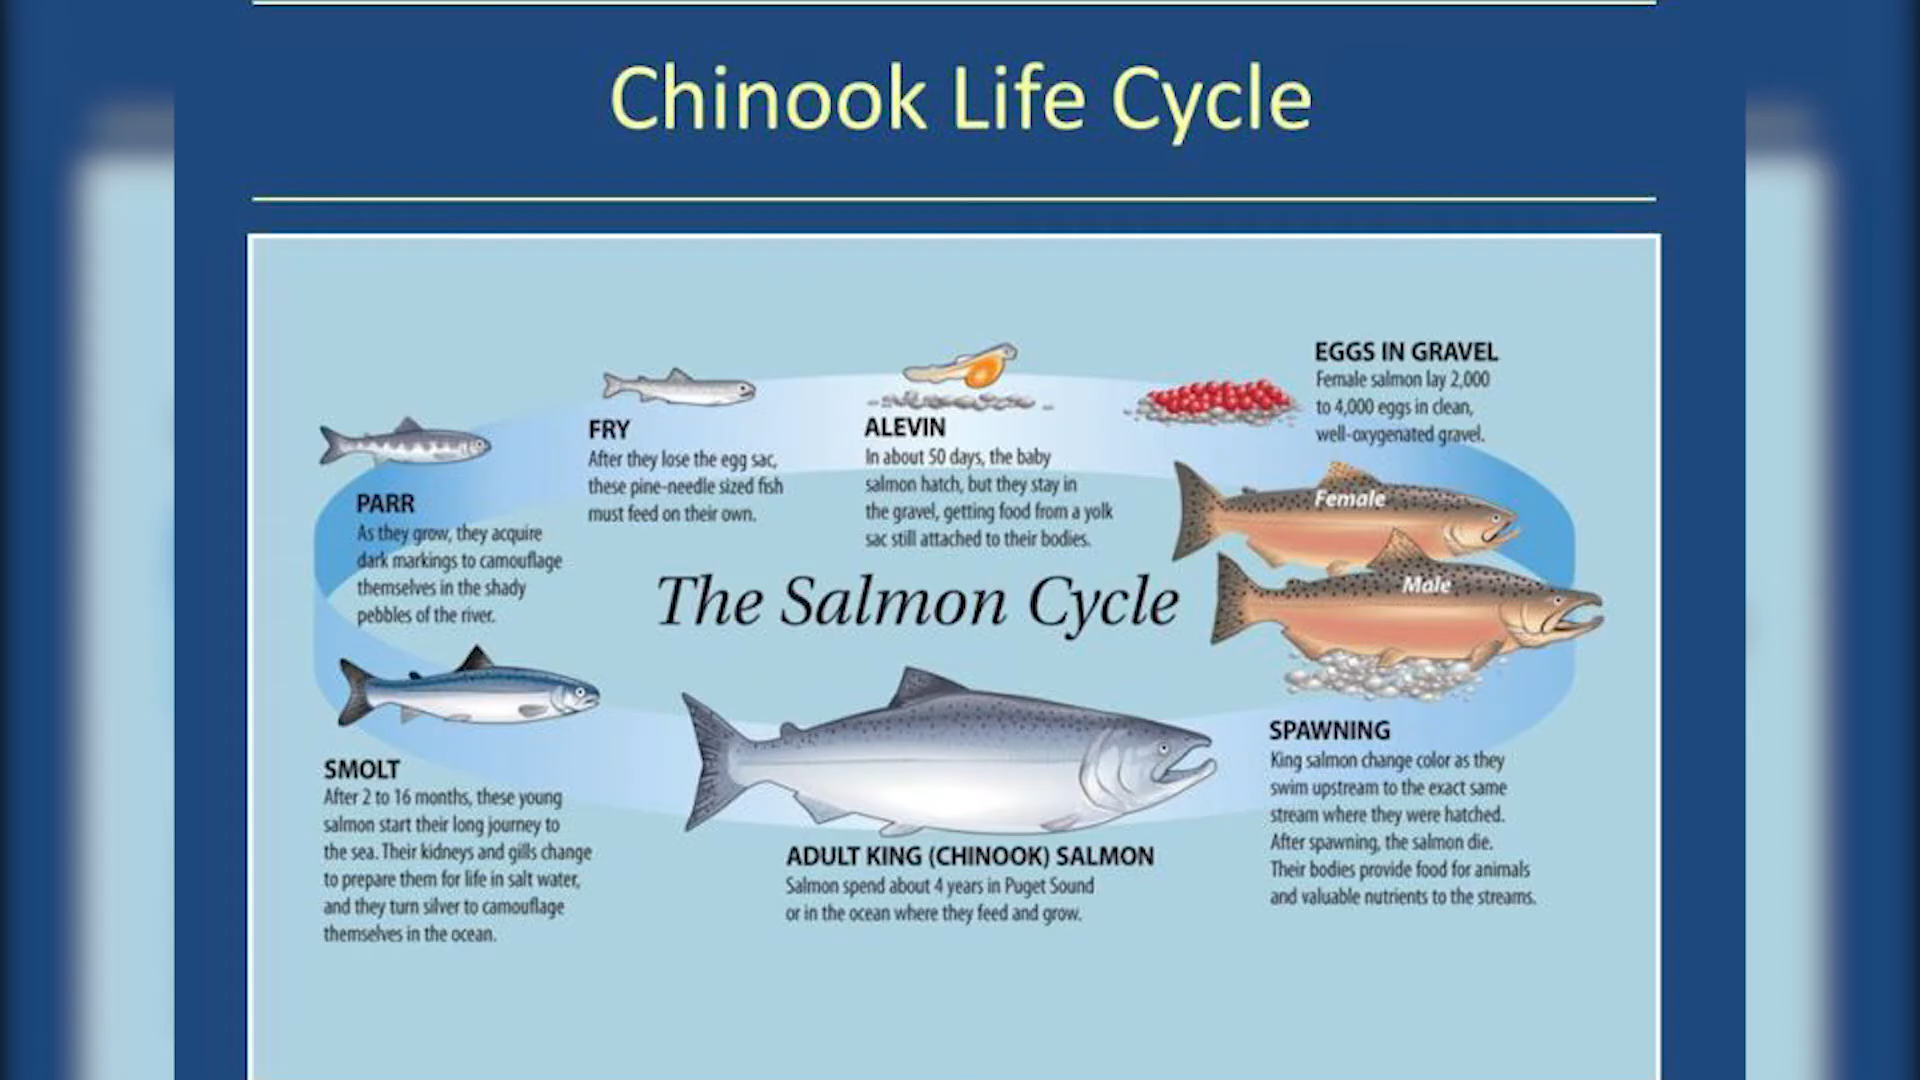 Chinook Life Cycle
EGGS IN GRAVEL
Female salmon lay 2,000
to 4,000 eggs in clean,
well-oxygenated gravel.
ALEVIN
In about 50 days, the baby
salmon hatch, but they stay in
the gravel, getting food from a yolk
sac still attached to their bodies.
FRY
After they lose the egg sac,
these pine-needle sized fish
must feed on their own.
PARR
As they grow, they acquire
dark markings to camouflage
themselves in the shady
pebbles of the river.
The Salmon Cycle
Female
Male
SMOLT
After 2 to 16 months, these young
salmon start their long journey to
the sea. Their kidneys and gills change
to prepare them for life in salt water,
and they turn silver to camouflage
themselves in the ocean.
ADULT KING (CHINOOK) SALMON
Salmon spend about 4 years in Puget Sound
or in the ocean where they feed and grow.
SPAWNING
King salmon change color as they
swim upstream to the exact same
stream where they were hatched.
After spawning, the salmon die.
Their bodies provide food for animals
and valuable nutrients to the streams.